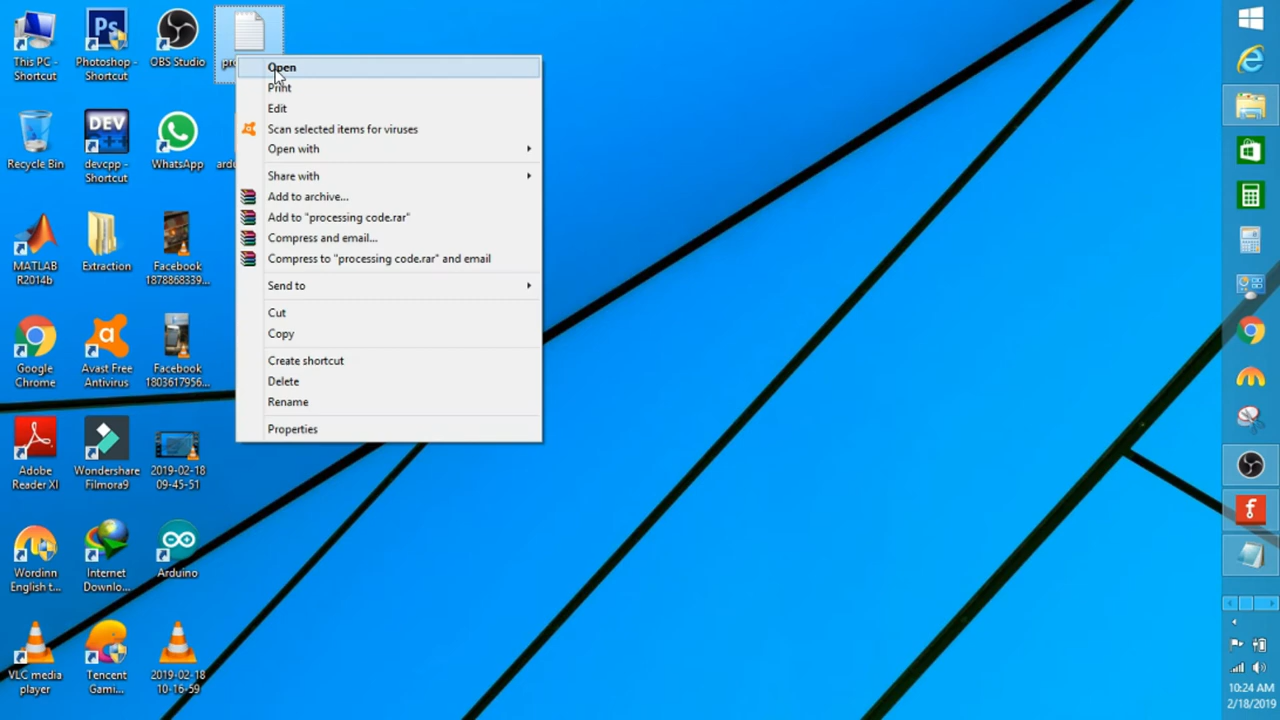 This PC -
Shortcut
Ps
Photoshop -
Shortcut
OBS Studio
Recycle Bin
DEV
C++
devcpp -
Shortcut
WhatsApp
MATLAB
R2014b
Extraction
Facebook
1878868339...
Google
Chrome
Avast Free
Antivirus
Facebook
1803617956...
Adobe
Reader XI
Wondershare
Filmora9
2019-02-18
09-45-51
Wordinn
English t...
Internet
Downlo...
Arduino
VLC media
player
Tencent
Gami...
2019-02-18
10-16-59
Open
Print
Edit
Scan selected items for viruses
Open with
Share with
Add to archive...
Add to "processing code.rar"
Compress and email...
Compress to "processing code.rar" and email
Send to
Cut
Copy
Create shortcut
Delete
Rename
Properties
10:24 AM
2/18/2019